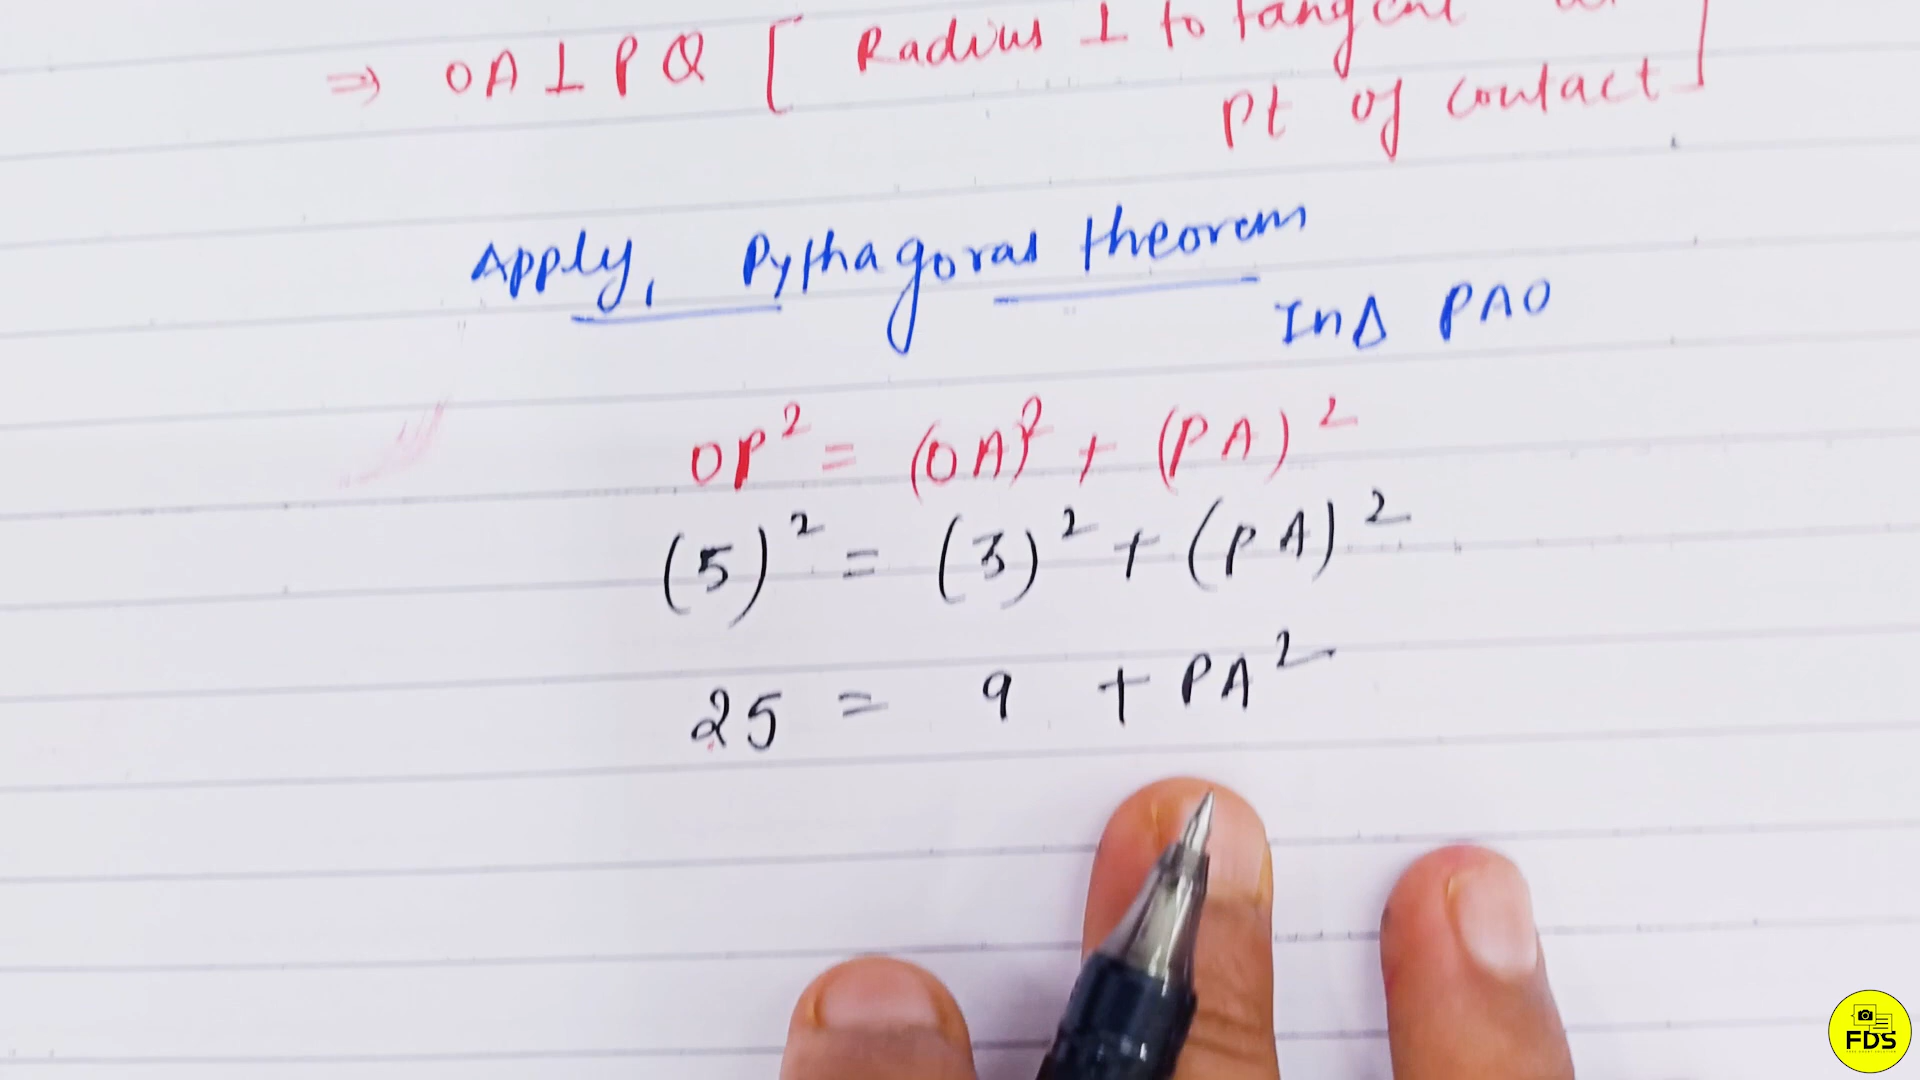 ⇒ OA ⊥ PQ [ Radius ⊥ to tangent
Pt of contact ]
Apply, Pythagoras theorem
In Δ PAO
OP² = (OA)² + (PA)²
(5)² = (3)² + (PA)²
25 = 9 + PA²
FDS